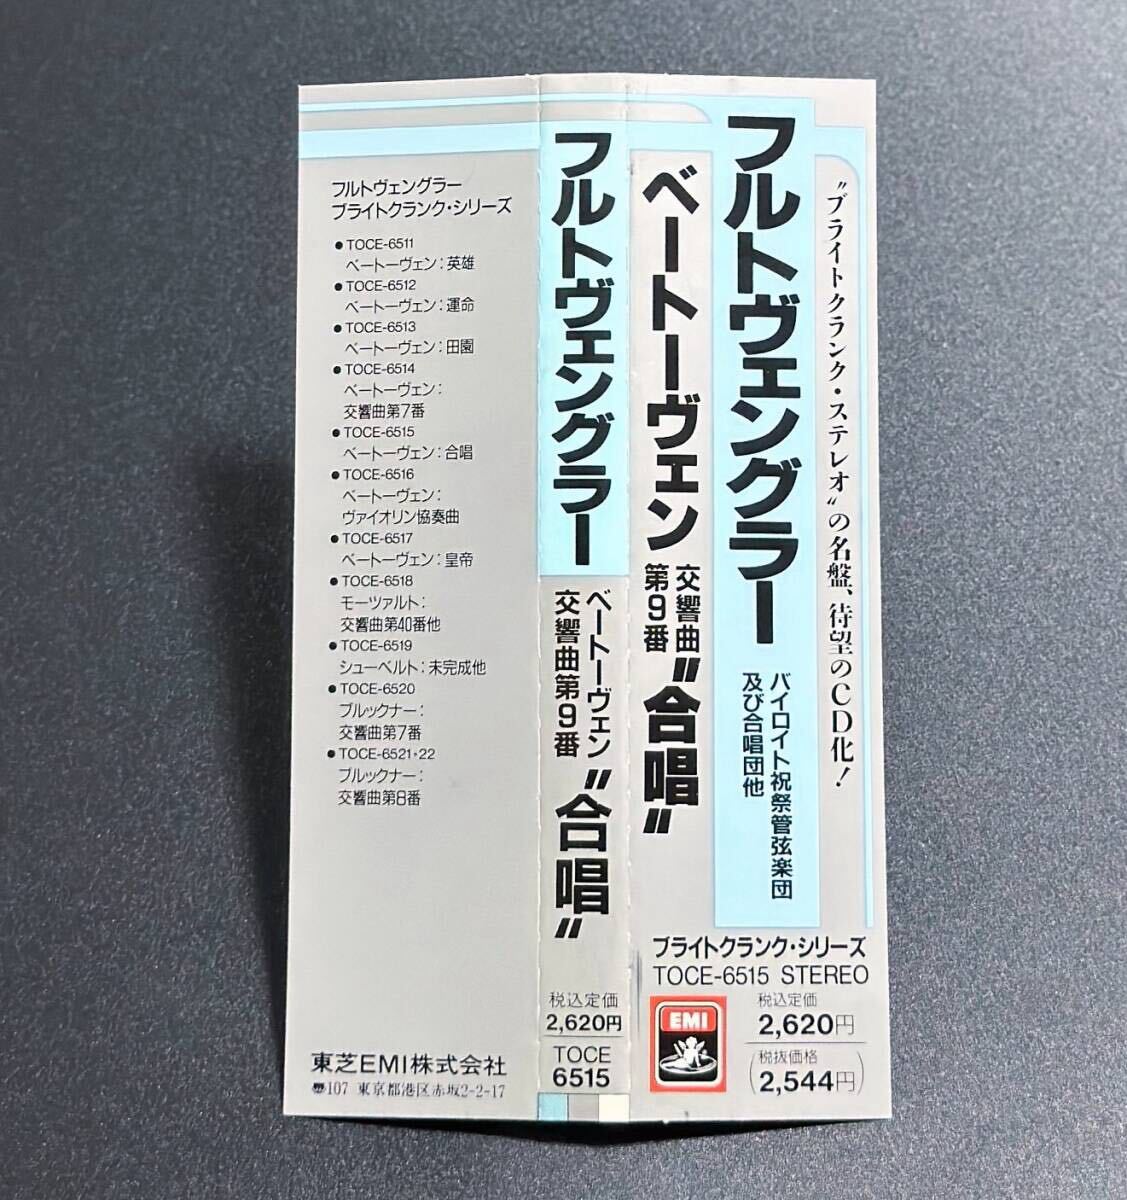 フルトヴェングラー
ブライトクランク・シリーズ
●TOCE-6511
ベートーヴェン：英雄
●TOCE-6512
ベートーヴェン：運命
●TOCE-6513
ベートーヴェン：田園
●TOCE-6514
ベートーヴェン：
交響曲第7番
●TOCE-6515
ベートーヴェン：合唱
●TOCE-6516
ベートーヴェン：
ヴァイオリン協奏曲
●TOCE-6517
ベートーヴェン：皇帝
●TOCE-6518
モーツァルト：
交響曲第40番他
●TOCE-6519
シューベルト：未完成他
●TOCE-6520
ブルックナー：
交響曲第7番
●TOCE-6521・22
ブルックナー：
交響曲第8番
東芝EMI株式会社
〠107 東京都港区赤坂2-2-17
フルトヴェングラー
ベートーヴェン
交響曲第9番
〝合唱〟
税込定価
2,620円
TOCE
6515
〝ブライトクランク・ステレオ〟の名盤、待望のCD化！
フルトヴェングラー
バイロイト祝祭管弦楽団
及び合唱団他
ベートーヴェン
交響曲
第9番
〝合唱〟
ブライトクランク・シリーズ
TOCE-6515 STEREO
EMI
税込定価
2,620円
(税抜価格
2,544円)